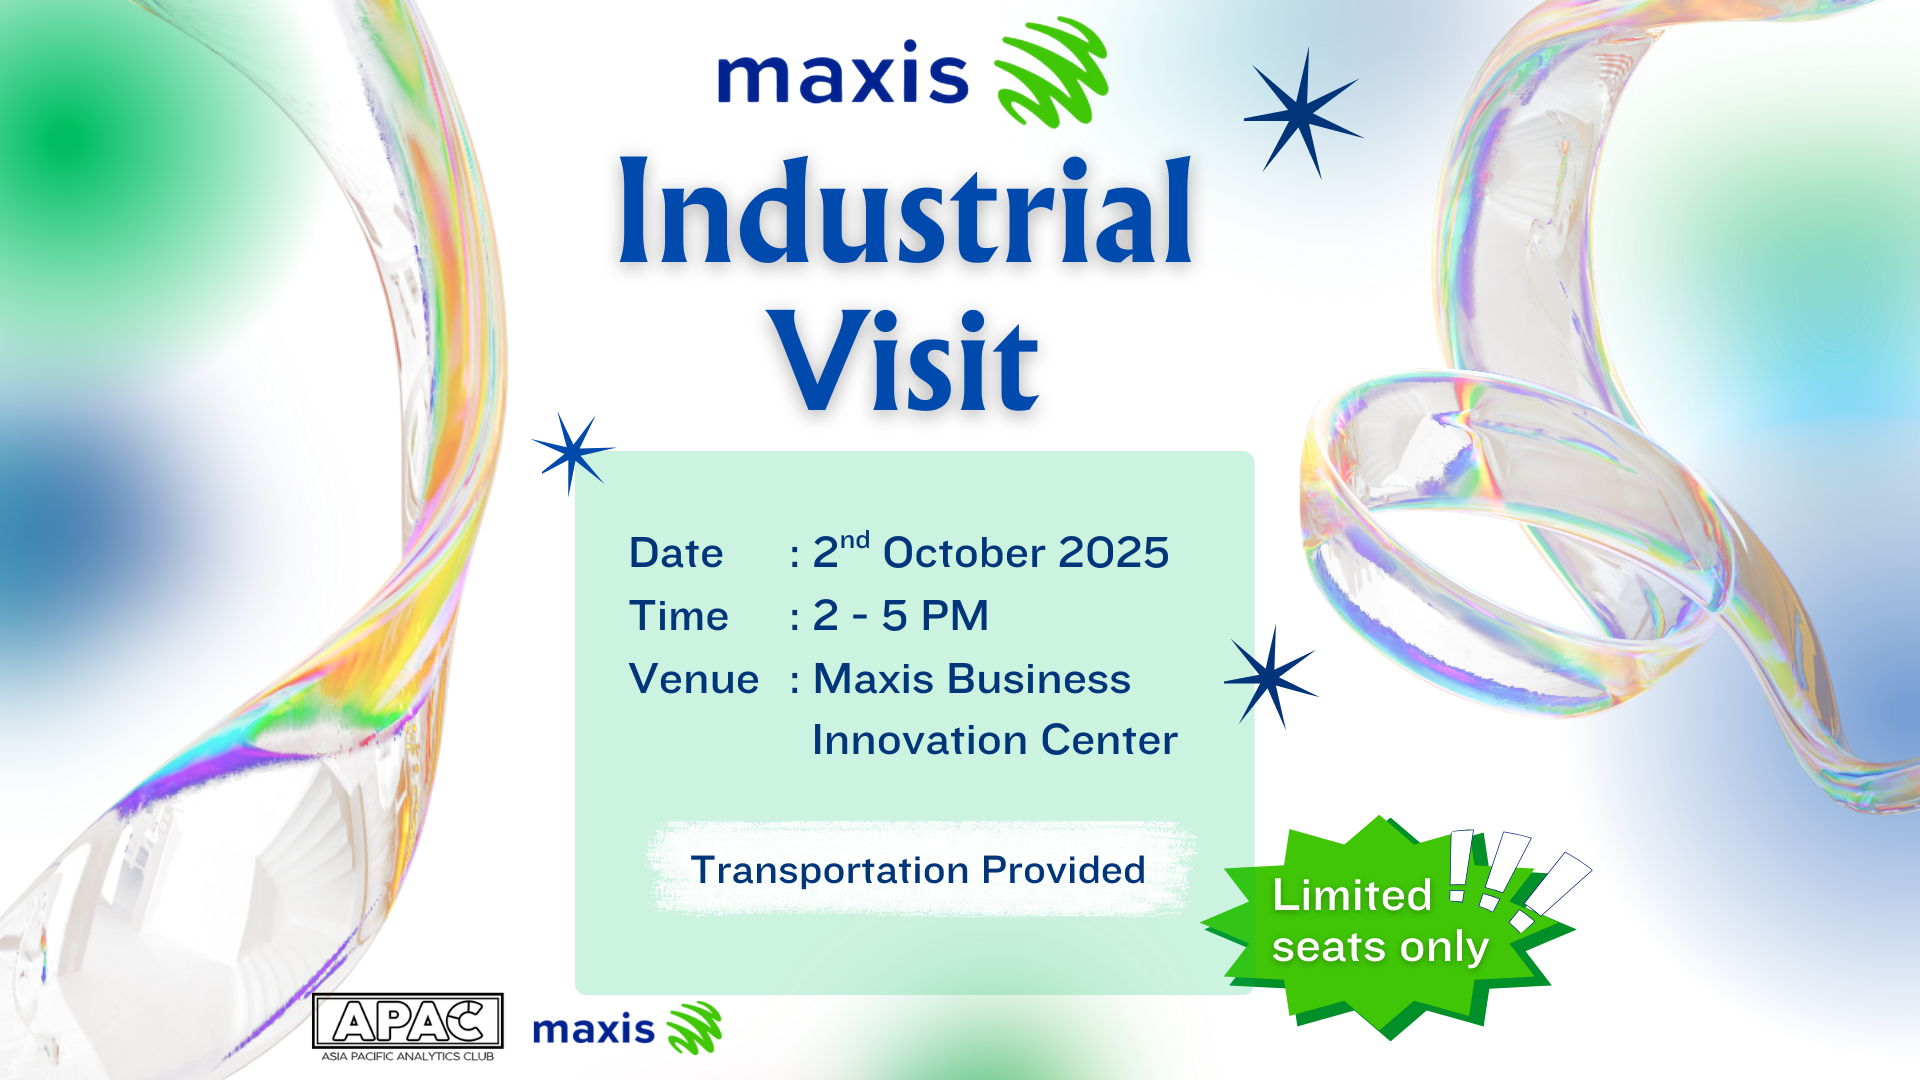 maxis
Industrial
Visit
Date : 2nd October 2025
Time : 2 - 5 PM
Venue : Maxis Business
Innovation Center
Transportation Provided
Limited
seats only
!!!
APAC
ASIA PACIFIC ANALYTICS CLUB
maxis